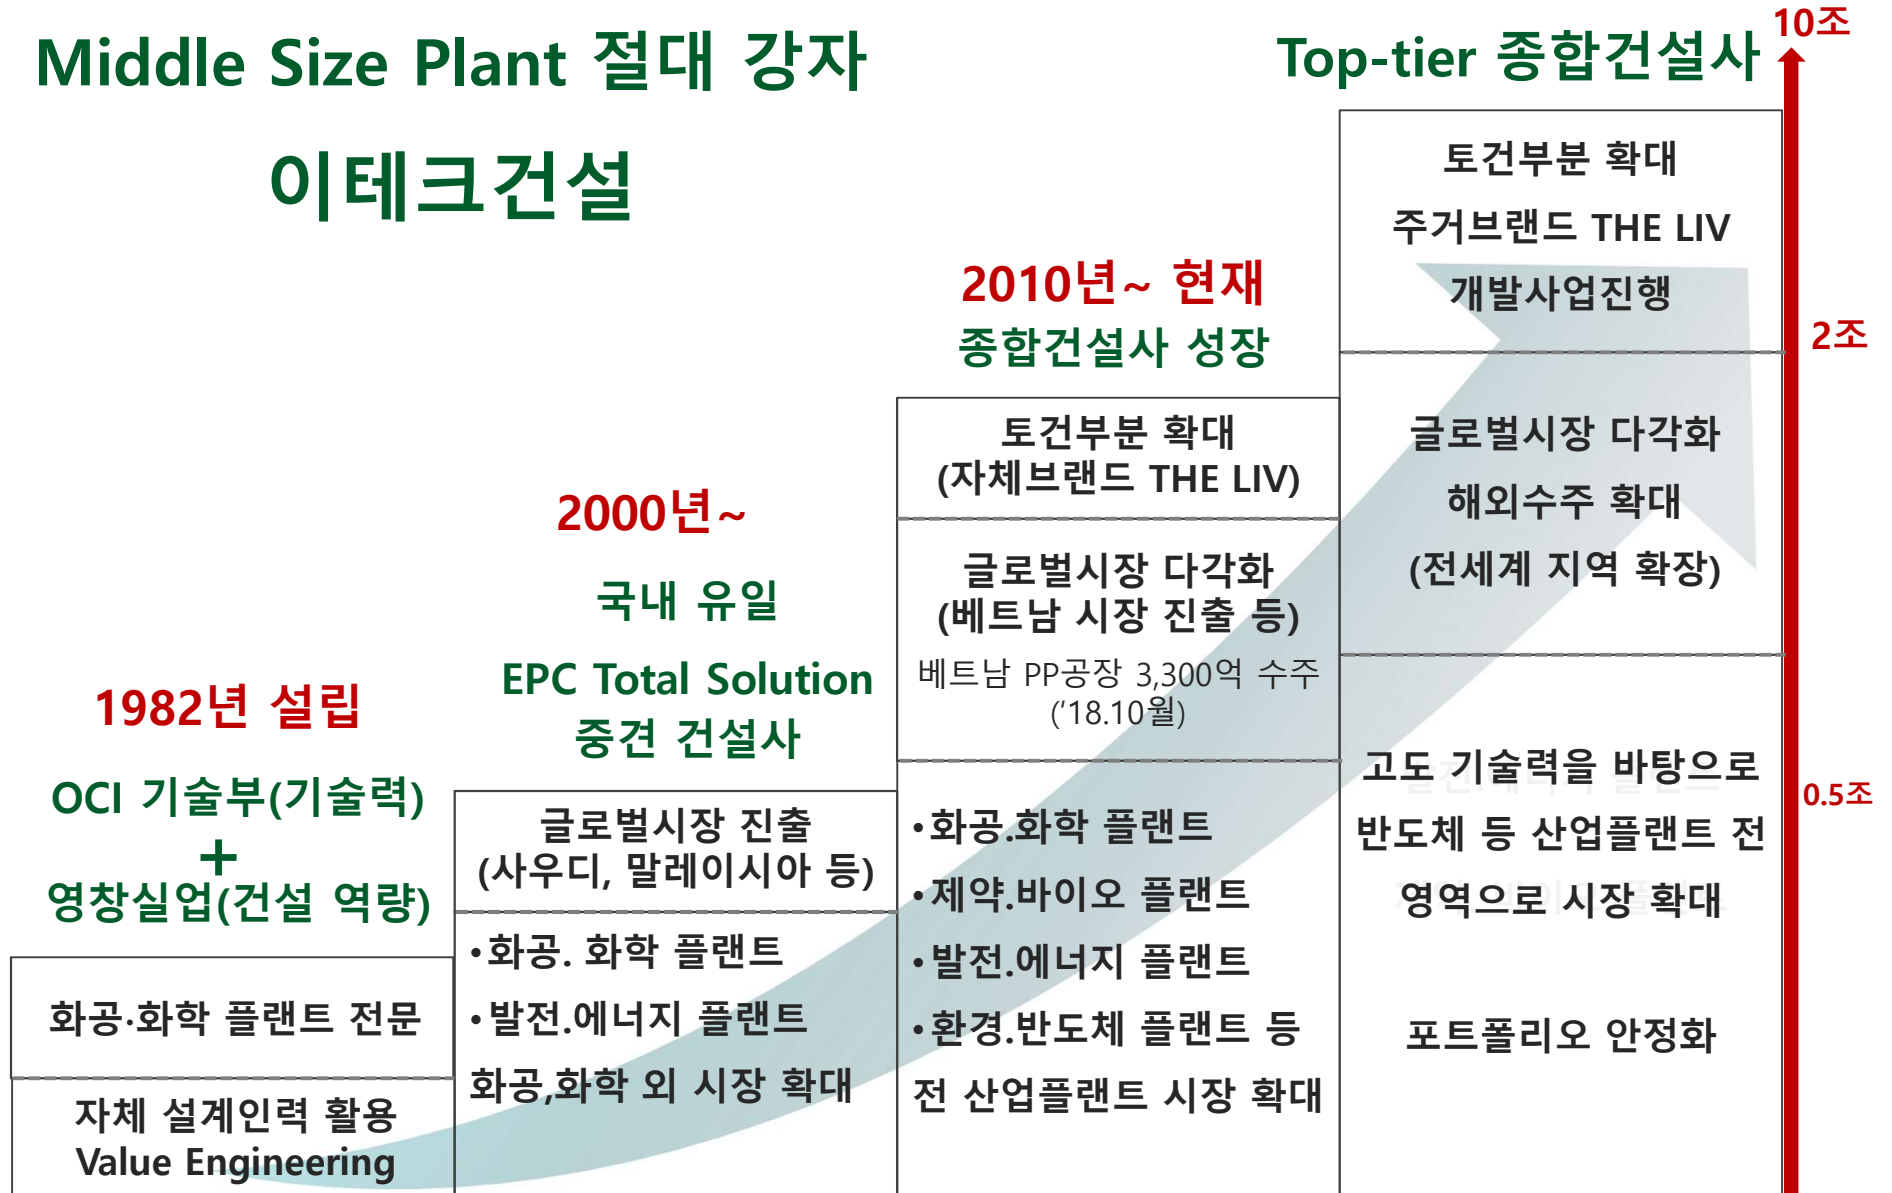 Middle Size Plant 절대 강자
이테크건설
1982년 설립
OCI 기술부(기술력)
+
영창실업(건설 역량)
화공·화학 플랜트 전문
자체 설계인력 활용
Value Engineering
2000년~
국내 유일
EPC Total Solution
중견 건설사
글로벌시장 진출
(사우디, 말레이시아 등)
•화공. 화학 플랜트
•발전.에너지 플랜트
화공,화학 외 시장 확대
2010년~ 현재
종합건설사 성장
토건부분 확대
(자체브랜드 THE LIV)
글로벌시장 다각화
(베트남 시장 진출 등)
베트남 PP공장 3,300억 수주
('18.10월)
•화공.화학 플랜트
•제약.바이오 플랜트
•발전.에너지 플랜트
•환경.반도체 플랜트 등
전 산업플랜트 시장 확대
Top-tier 종합건설사
토건부분 확대
주거브랜드 THE LIV
개발사업진행
글로벌시장 다각화
해외수주 확대
(전세계 지역 확장)
고도 기술력을 바탕으로
반도체 등 산업플랜트 전
영역으로 시장 확대
포트폴리오 안정화
10조
2조
0.5조